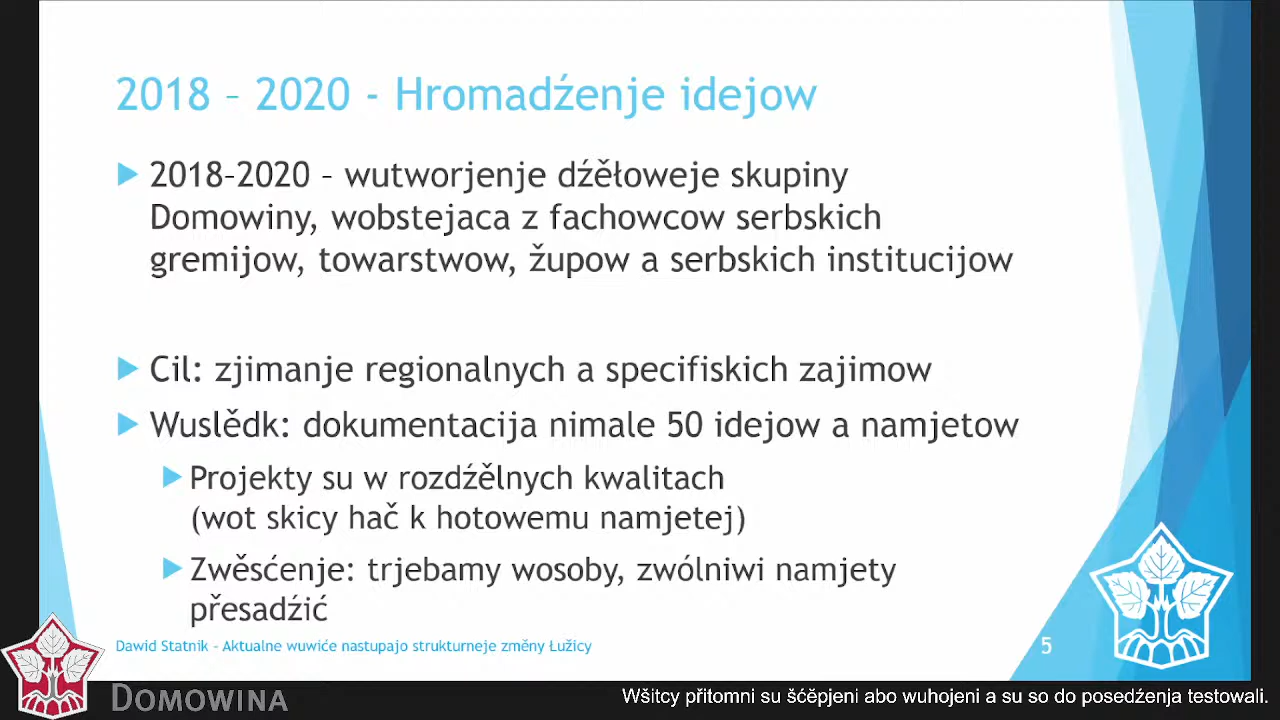 2018 – 2020 - Hromadźenje idejow
2018–2020 – wutworjenje dźěłoweje skupiny
Domowiny, wobstejaca z fachowcow serbskich
gremijow, towarstwow, župow a serbskich institucijow
Cil: zjimanje regionalnych a specifiskich zajimow
Wuslědk: dokumentacija nimale 50 idejow a namjetow
Projekty su w rozdźělnych kwalitach
(wot skicy hač k hotowemu namjetej)
Zwěsćenje: trjebamy wosoby, zwólniwi namjety
přesadźić
Dawid Statnik – Aktualne wuwiće nastupajo strukturneje změny Łužicy
5
DOMOWINA
Wšitcy přitomni su šćěpjeni abo wuhojeni a su so do posedźenja testowali.